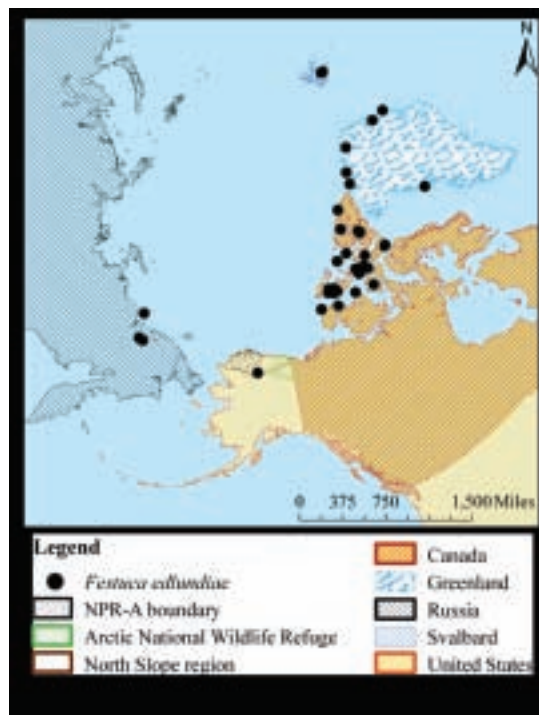 N
0 375 750 1,500 Miles
Legend
Festuca edlundiae
NPR-A boundary
Arctic National Wildlife Refuge
North Slope region
Canada
Greenland
Russia
Svalbard
United States